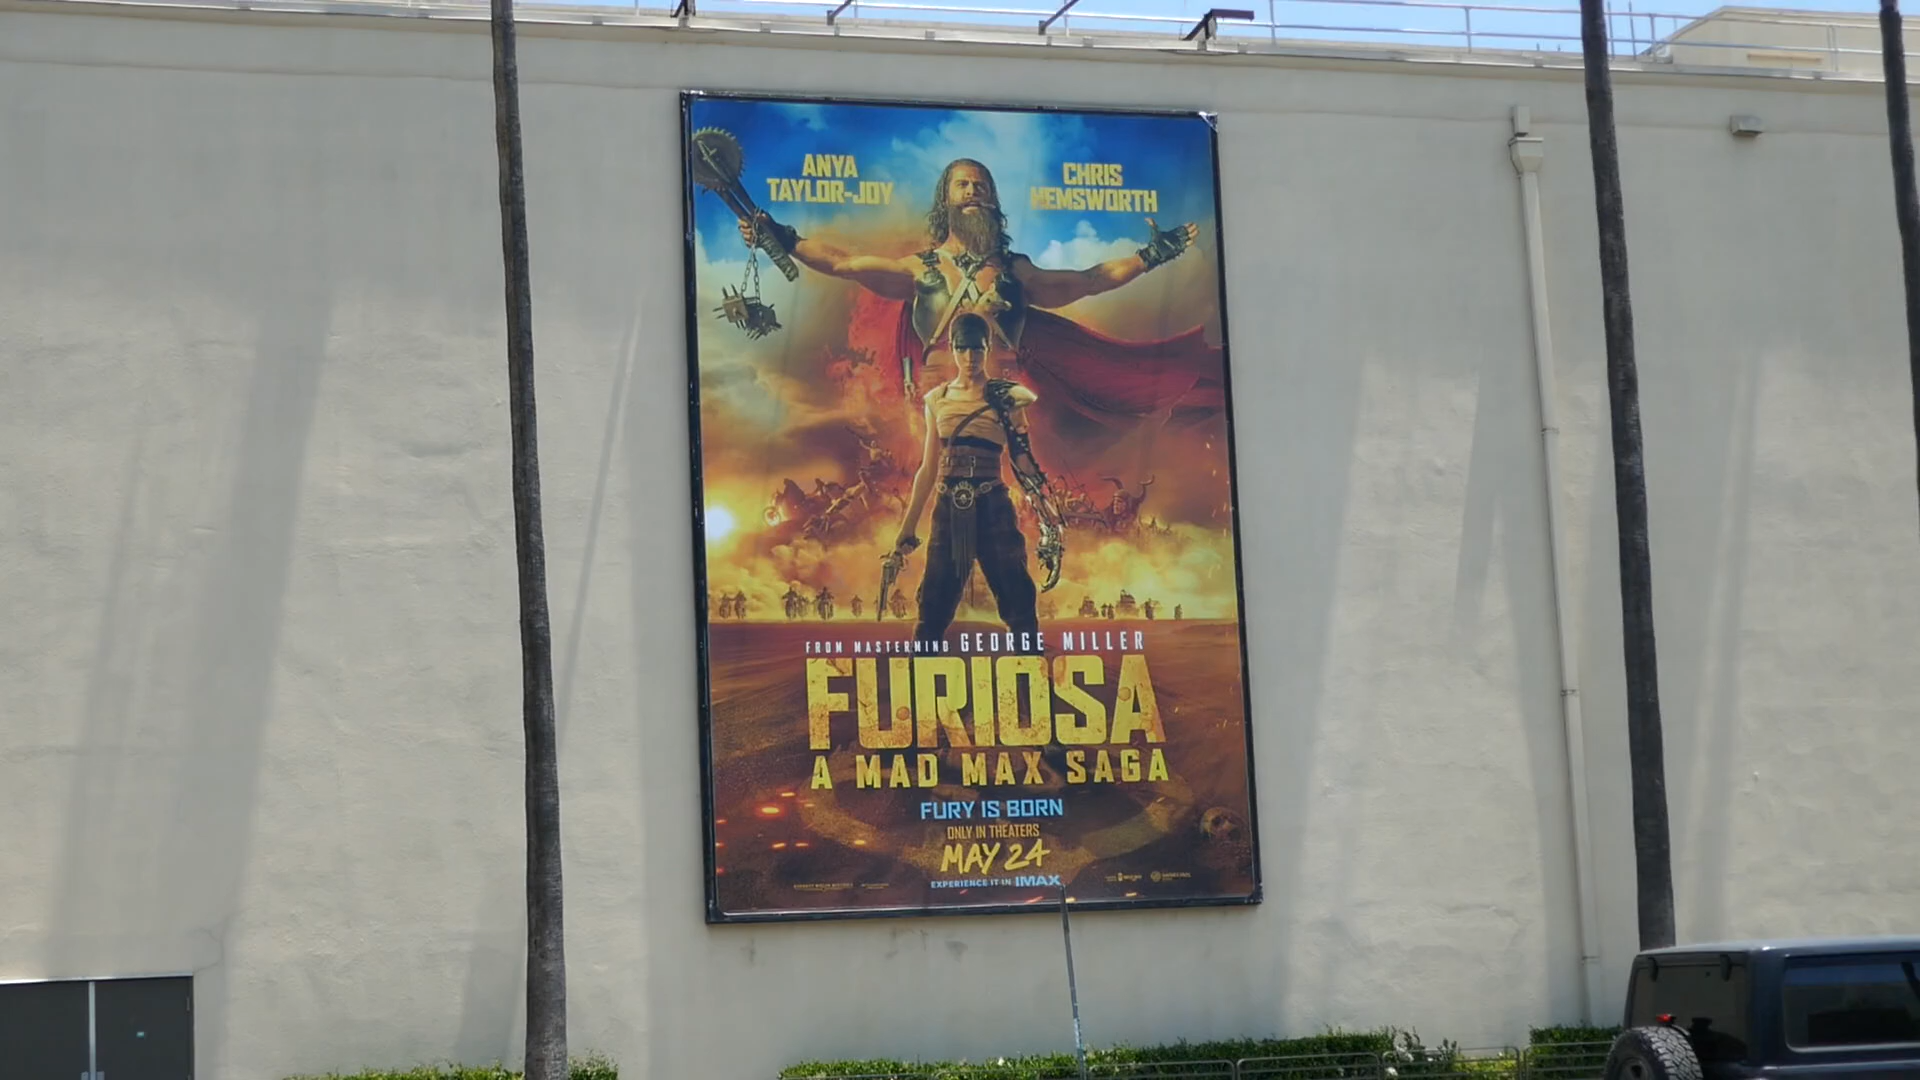 ANYA
TAYLOR-JOY
CHRIS
HEMSWORTH
FROM MASTERMIND GEORGE MILLER
FURIOSA
A MAD MAX SAGA
FURY IS BORN
ONLY IN THEATERS
MAY 24
EXPERIENCE IT IN IMAX